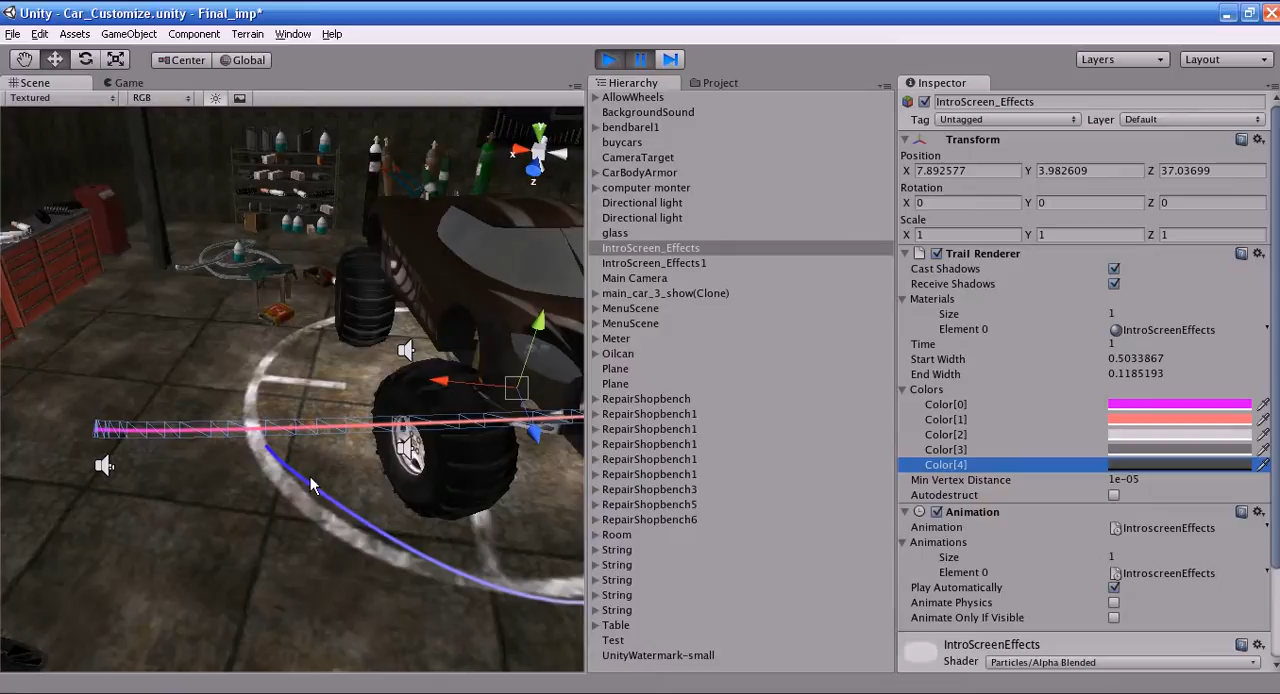 Unity - Car_Customize.unity - Final_imp*
File Edit Assets GameObject Component Terrain Window Help
Center Global Layers Layout
Scene Game
Textured RGB
x
z
Hierarchy Project
AllowWheels
BackgroundSound
bendbarel1
buycars
CameraTarget
CarBodyArmor
computer monter
Directional light
Directional light
glass
IntroScreen_Effects
IntroScreen_Effects1
Main Camera
main_car_3_show(Clone)
MenuScene
MenuScene
Meter
Oilcan
Plane
Plane
RepairShopbench
RepairShopbench1
RepairShopbench1
RepairShopbench1
RepairShopbench1
RepairShopbench1
RepairShopbench3
RepairShopbench5
RepairShopbench6
Room
String
String
String
String
String
Table
Test
UnityWatermark-small
Inspector
IntroScreen_Effects
Tag Untagged Layer Default
Transform
Position
X 7.892577 Y 3.982609 Z 37.03699
Rotation
X 0 Y 0 Z 0
Scale
X 1 Y 1 Z 1
Trail Renderer
Cast Shadows
Receive Shadows
Materials
Size 1
Element 0 IntroScreenEffects
Time 1
Start Width 0.5033867
End Width 0.1185193
Colors
Color[0]
Color[1]
Color[2]
Color[3]
Color[4]
Min Vertex Distance 1e-05
Autodestruct
Animation
Animation IntroscreenEffects
Animations
Size 1
Element 0 IntroscreenEffects
Play Automatically
Animate Physics
Animate Only If Visible
IntroScreenEffects
Shader Particles/Alpha Blended